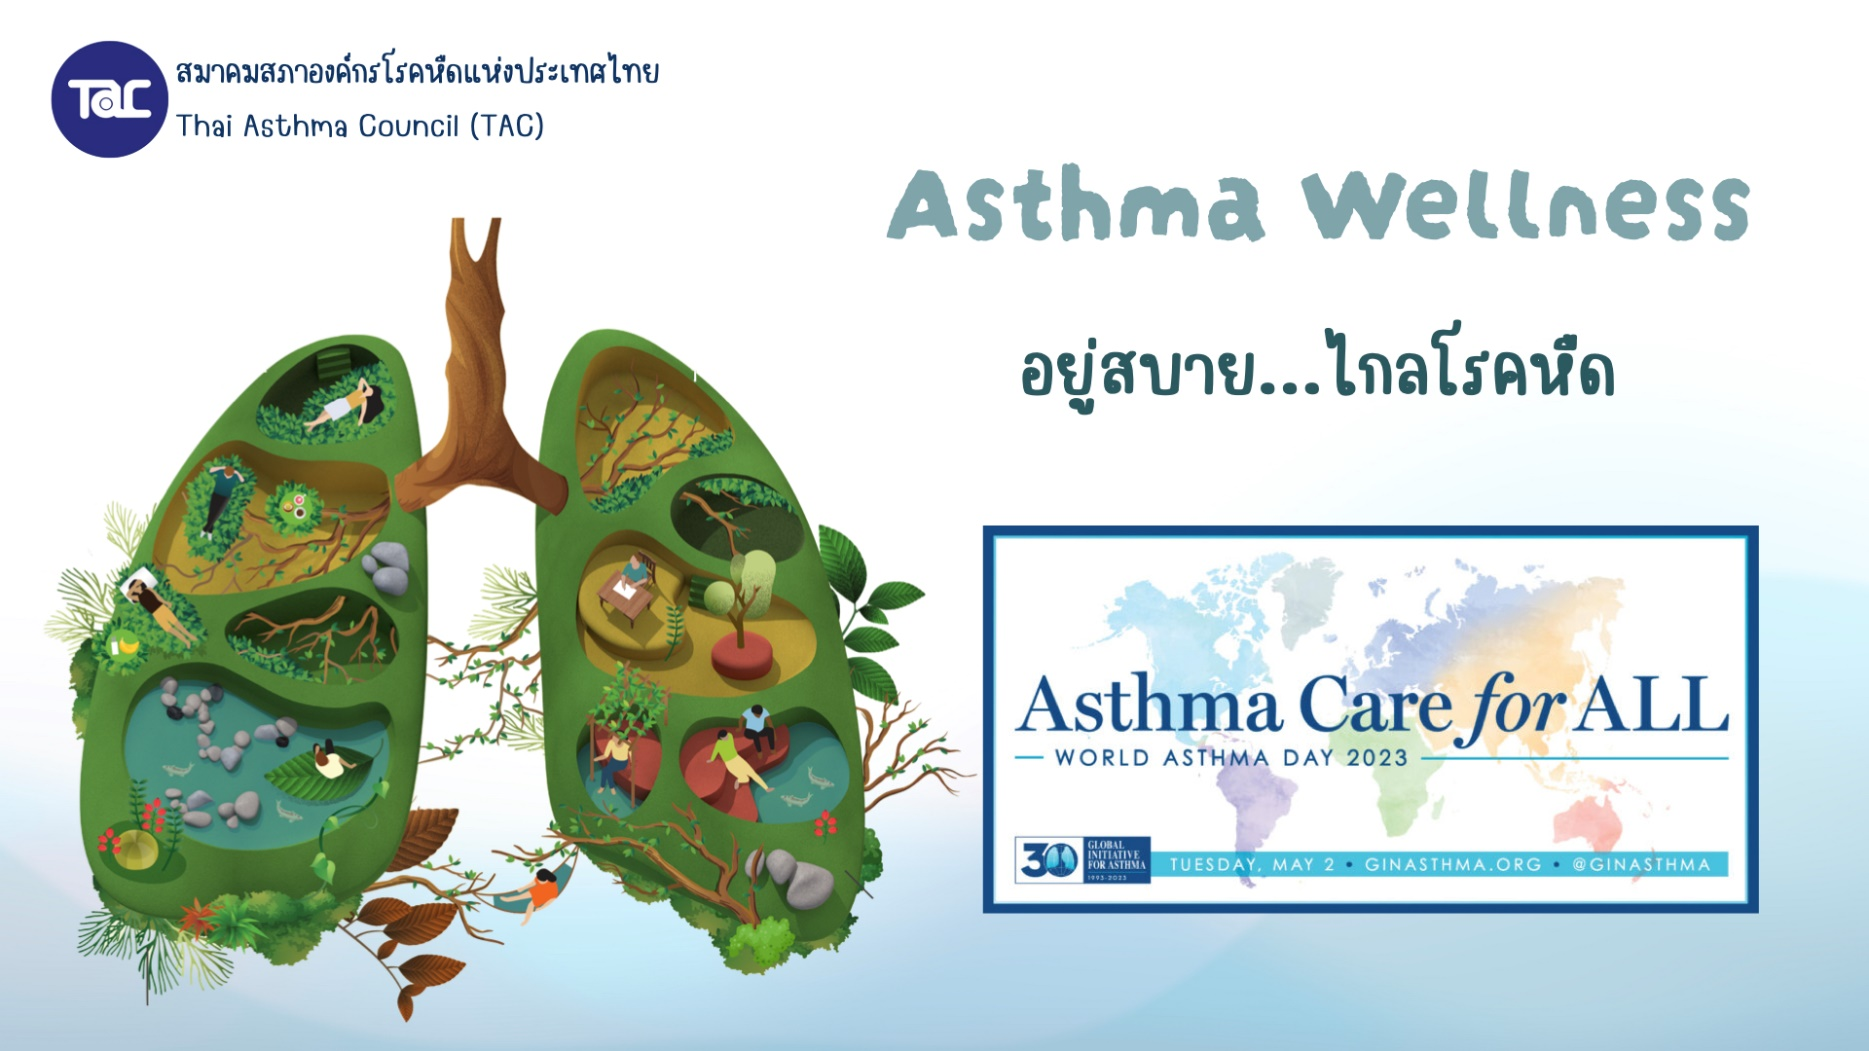 TaC
สมาคมสภาองค์กรโรคหืดแห่งประเทศไทย
Thai Asthma Council (TAC)
Asthma Wellness
อยู่สบาย...ไกลโรคหืด
Asthma Care for ALL
WORLD ASTHMA DAY 2023
30
GLOBAL
INITIATIVE
FOR ASTHMA
1993-2023
TUESDAY, MAY 2 • GINASTHMA.ORG • @GINASTHMA